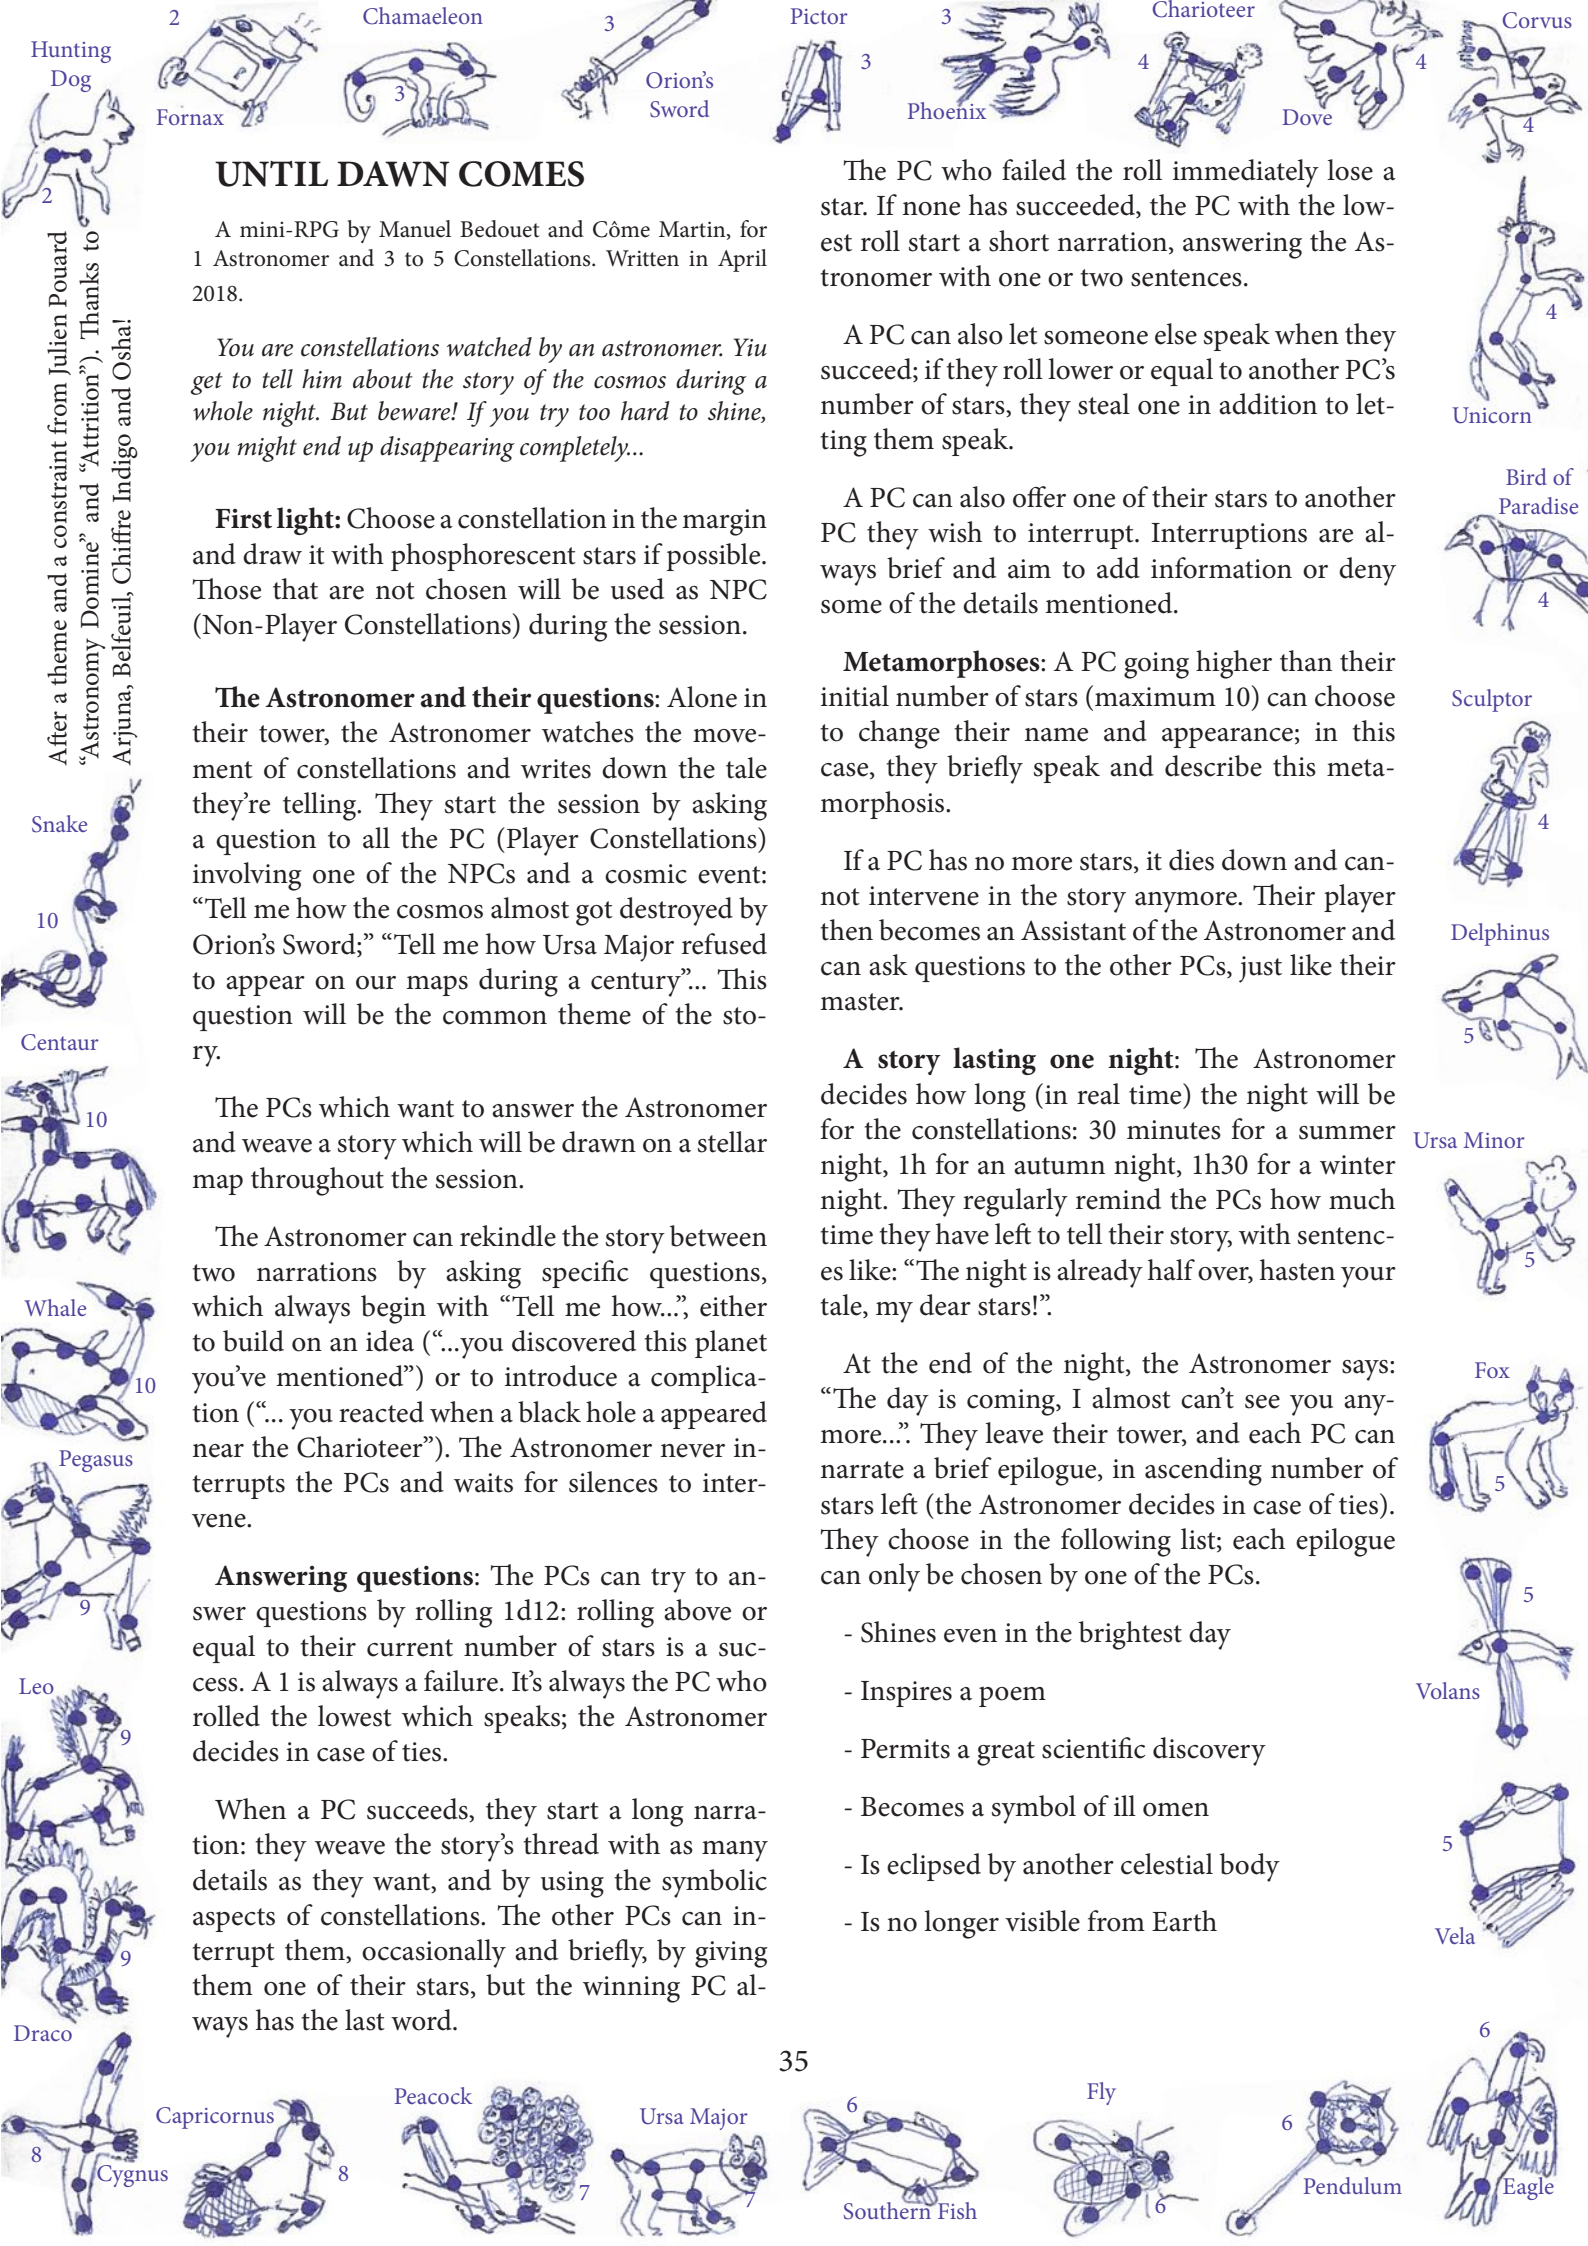 2
Chamaeleon
3
Pictor
3
Charioteer
Corvus
Hunting
Dog
3
Orion's
Sword
3
4
4
Fornax
Phoenix
Dove
4
2
UNTIL DAWN COMES
A mini-RPG by Manuel Bedouet and Côme Martin, for
1 Astronomer and 3 to 5 Constellations. Written in April
2018.
You are constellations watched by an astronomer. Yiu
get to tell him about the story of the cosmos during a
whole night. But beware! If you try too hard to shine,
you might end up disappearing completely...
First light: Choose a constellation in the margin
and draw it with phosphorescent stars if possible.
Those that are not chosen will be used as NPC
(Non-Player Constellations) during the session.
The Astronomer and their questions: Alone in
their tower, the Astronomer watches the move-
ment of constellations and writes down the tale
they're telling. They start the session by asking
a question to all the PC (Player Constellations)
involving one of the NPCs and a cosmic event:
“Tell me how the cosmos almost got destroyed by
Orion's Sword;” “Tell me how Ursa Major refused
to appear on our maps during a century”... This
question will be the common theme of the sto-
ry.
The PCs which want to answer the Astronomer
and weave a story which will be drawn on a stellar
map throughout the session.
The Astronomer can rekindle the story between
two narrations by asking specific questions,
which always begin with “Tell me how...”, either
to build on an idea (“...you discovered this planet
you've mentioned”) or to introduce a complica-
tion (“... you reacted when a black hole a appeared
near the Charioteer”). The Astronomer never in-
terrupts the PCs and waits for silences to inter-
vene.
Answering questions: The PCs can try to an-
swer questions by rolling 1d12: rolling above or
equal to their current number of stars is a suc-
cess. A 1 is always a failure. It's always the PC who
rolled the lowest which speaks; the Astronomer
decides in case of ties.
When a PC succeeds, they start a long narra-
tion: they weave the story's thread with as many
details as they want, and by using the symbolic
aspects of constellations. The other PCs can in-
terrupt them, occasionally and briefly, by giving
them one of their stars, but the winning PC al-
ways has the last word.
The PC who failed the roll immediately lose a
star. If none has succeeded, the PC with the low-
est roll start a short narration, answering the As-
tronomer with one or two sentences.
A PC can also let someone else speak when they
succeed; if they roll lower or equal to another PC's
number of stars, they steal one in addition to let-
ting them speak.
A PC can also offer one of their stars to another
PC they wish to interrupt. Interruptions are al-
ways brief and aim to add information or deny
some of the details mentioned.
Metamorphoses: A PC going higher than their
initial number of stars (maximum 10) can choose
to change their name and appearance; in this
case, they briefly speak and describe this meta-
morphosis.
If a PC has no more stars, it dies down and can-
not intervene in the story anymore. Their player
then becomes an Assistant of the Astronomer and
can ask questions to the other PCs, just like their
master.
A story lasting one night: The Astronomer
decides how long (in real time) the night will be
for the constellations: 30 minutes for a summer
night, 1h for an autumn night, 1h30 for a winter
night. They regularly remind the PCs how much
time they have left to tell their story, with sentenc-
es like: “The night is already half over, hasten your
tale, my dear stars!”.
At the end of the night, the Astronomer says:
“The day is coming, I almost can't see you any-
more...”. They leave their tower, and each PC can
narrate a brief epilogue, in ascending number of
stars left (the Astronomer decides in case of ties).
They choose in the following list; each epilogue
can only be chosen by one of the PCs.
- Shines even in the brightest day
- Inspires a poem
- Permits a great scientific discovery
- Becomes a symbol of ill omen
- Is eclipsed by another celestial body
- Is no longer visible from Earth
After a theme and a constraint from Julien Pouard
“Astronomy Domine” and “Attrition”). Thanks to
Arjuna, Belfeuil, Chiffre Indigo and Osha!
Snake
10
Centaur
10
Whale
10
Pegasus
9
Leo
9
9
Draco
4
4
Unicorn
Bird of
Paradise
4
Sculptor
4
Delphinus
5
Ursa Minor
5
Fox
5
5
Volans
5
Vela
35
8
Cygnus
Capricornus
8
Peacock
7
Ursa Major
7
6
Southern Fish
Fly
6
6
Pendulum
6
Eagle